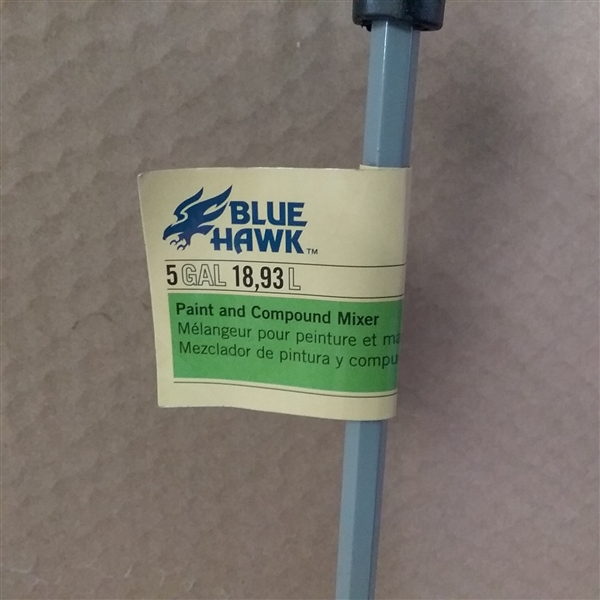 BLUE
HAWK™
5 GAL 18,93 L
Paint and Compound Mixer
Mélangeur pour peinture et
Mezclador de pintura y